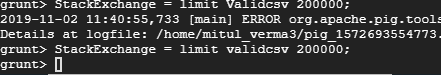 grunt> StackExchange = limit Validcsv 200000;
2019-11-02 11:40:55,733 [main] ERROR org.apache.pig.tools
Details at logfile: /home/mitul_verma3/pig_1572693554773.
grunt> StackExchange = limit validcsv 200000;
grunt>